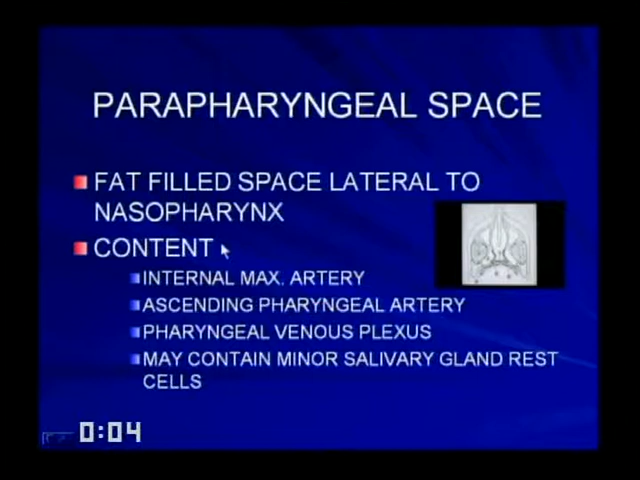 PARAPHARYNGEAL SPACE
FAT FILLED SPACE LATERAL TO
NASOPHARYNX
CONTENT
INTERNAL MAX. ARTERY
ASCENDING PHARYNGEAL ARTERY
PHARYNGEAL VENOUS PLEXUS
MAY CONTAIN MINOR SALIVARY GLAND REST
CELLS
0:04